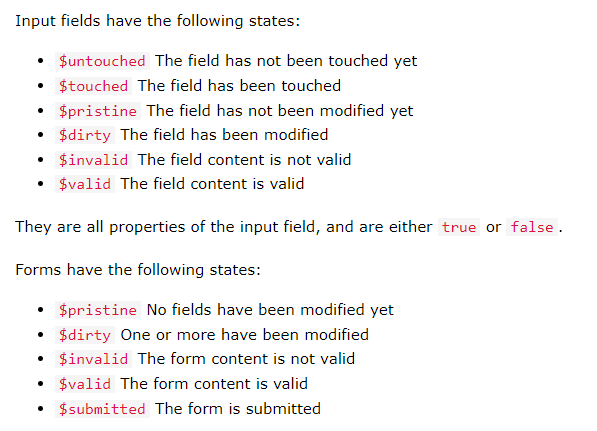 Input fields have the following states:
• $untouched The field has not been touched yet
• $touched The field has been touched
• $pristine The field has not been modified yet
• $dirty The field has been modified
• $invalid The field content is not valid
• $valid The field content is valid
They are all properties of the input field, and are either true or false .
Forms have the following states:
• $pristine No fields have been modified yet
• $dirty One or more have been modified
• $invalid The form content is not valid
• $valid The form content is valid
• $submitted The form is submitted